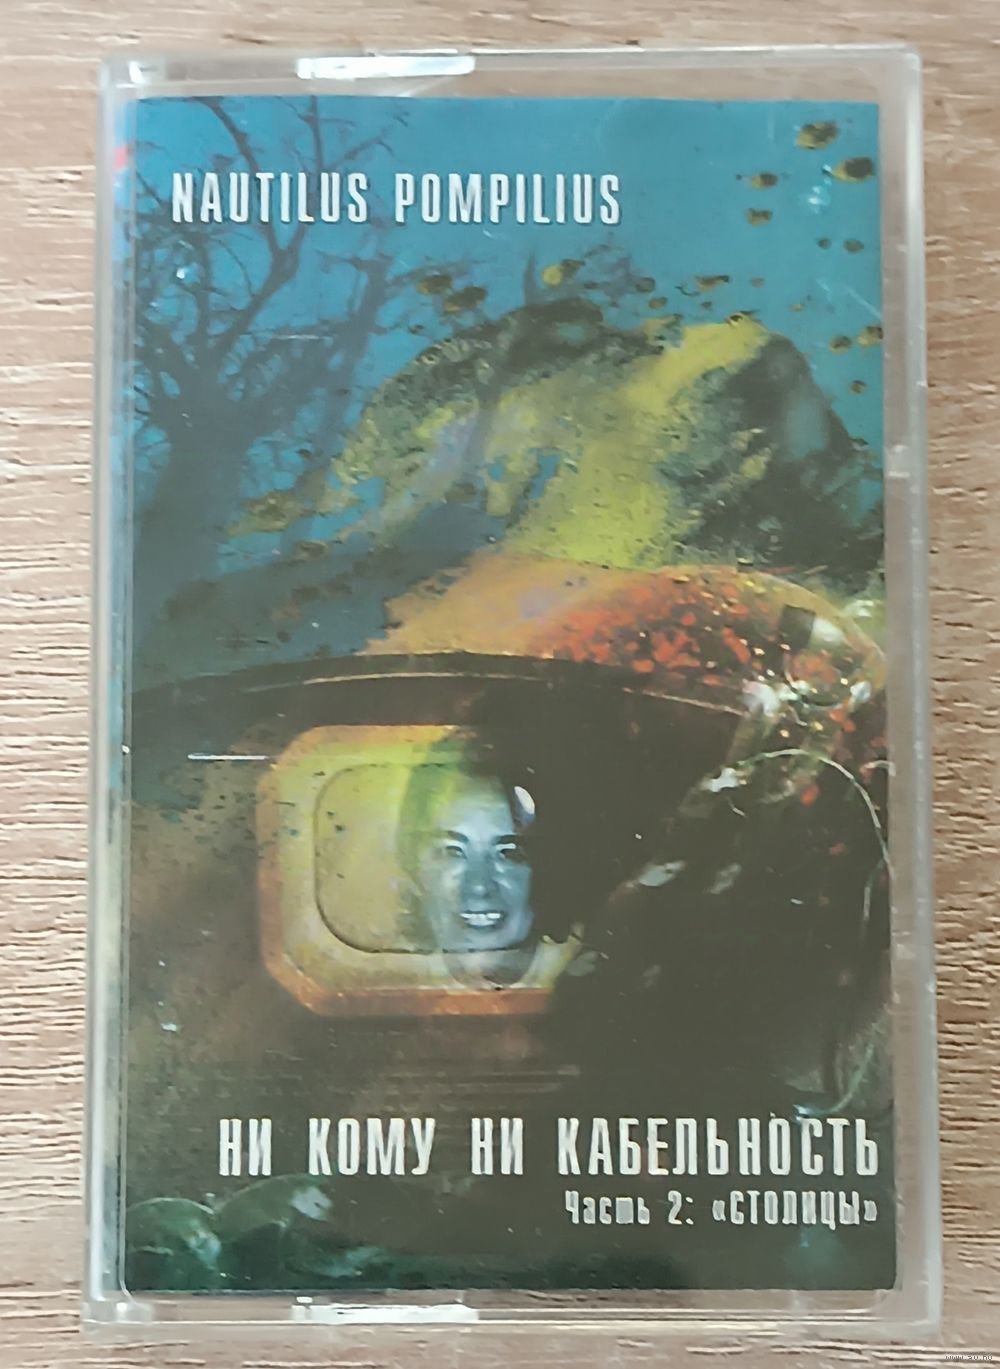 NAUTILUS POMPILIUS
НИ КОМУ НИ КАБЕЛЬНОСТЬ
Часть 2: «СТОЛИЦЫ»